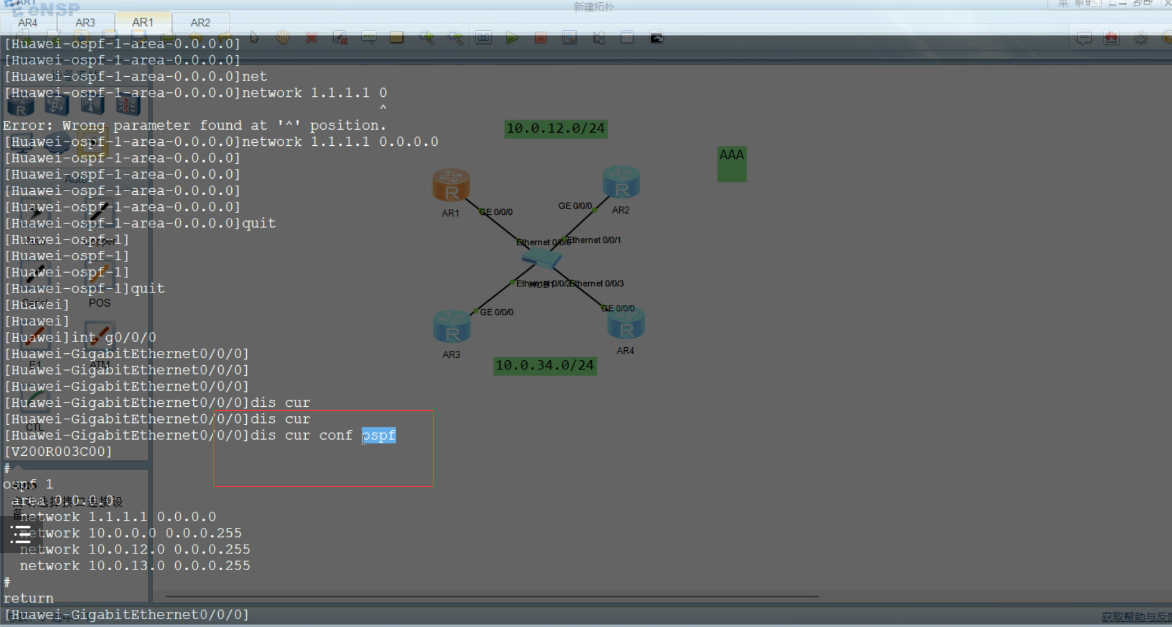 AR1
eNSP
新建拓扑
菜 单
AR4
AR3
AR1
AR2
[Huawei-ospf-1-area-0.0.0.0]
[Huawei-ospf-1-area-0.0.0.0]
[Huawei-ospf-1-area-0.0.0.0]net
[Huawei-ospf-1-area-0.0.0.0]network 1.1.1.1 0
^
Error: Wrong parameter found at '^' position.
[Huawei-ospf-1-area-0.0.0.0]network 1.1.1.1 0.0.0.0
[Huawei-ospf-1-area-0.0.0.0]
[Huawei-ospf-1-area-0.0.0.0]
[Huawei-ospf-1-area-0.0.0.0]
[Huawei-ospf-1-area-0.0.0.0]
[Huawei-ospf-1-area-0.0.0.0]quit
[Huawei-ospf-1]
[Huawei-ospf-1]
[Huawei-ospf-1]
[Huawei-ospf-1]quit
[Huawei]
[Huawei]
[Huawei]int g0/0/0
[Huawei-GigabitEthernet0/0/0]
[Huawei-GigabitEthernet0/0/0]
[Huawei-GigabitEthernet0/0/0]
[Huawei-GigabitEthernet0/0/0]dis cur
[Huawei-GigabitEthernet0/0/0]dis cur
[Huawei-GigabitEthernet0/0/0]dis cur conf ospf
[V200R003C00]
#
ospf 1
area 0.0.0.0
network 1.1.1.1 0.0.0.0
network 10.0.0.0 0.0.0.255
network 10.0.12.0 0.0.0.255
network 10.0.13.0 0.0.0.255
#
return
[Huawei-GigabitEthernet0/0/0]
POS
E1
ATM
CTL
10.0.12.0/24
AAA
AR1
GE 0/0/0
GE 0/0/0
AR2
Ethernet 0/0/0
Ethernet 0/0/1
HUB1
Ethernet 0/0/2
Ethernet 0/0/3
GE 0/0/0
GE 0/0/0
AR3
AR4
10.0.34.0/24
获取帮助与反馈